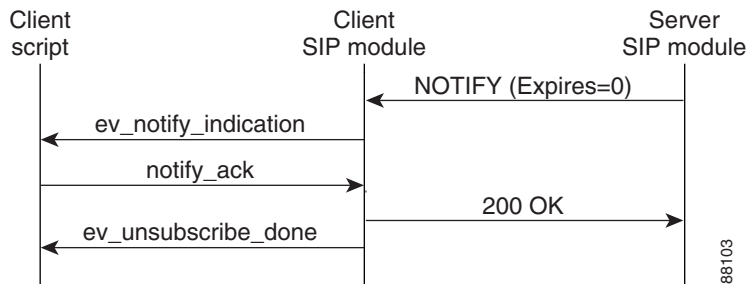 Client
script
Client
SIP module
Server
SIP module
NOTIFY (Expires=0)
ev_notify_indication
notify_ack
200 OK
ev_unsubscribe_done
88103